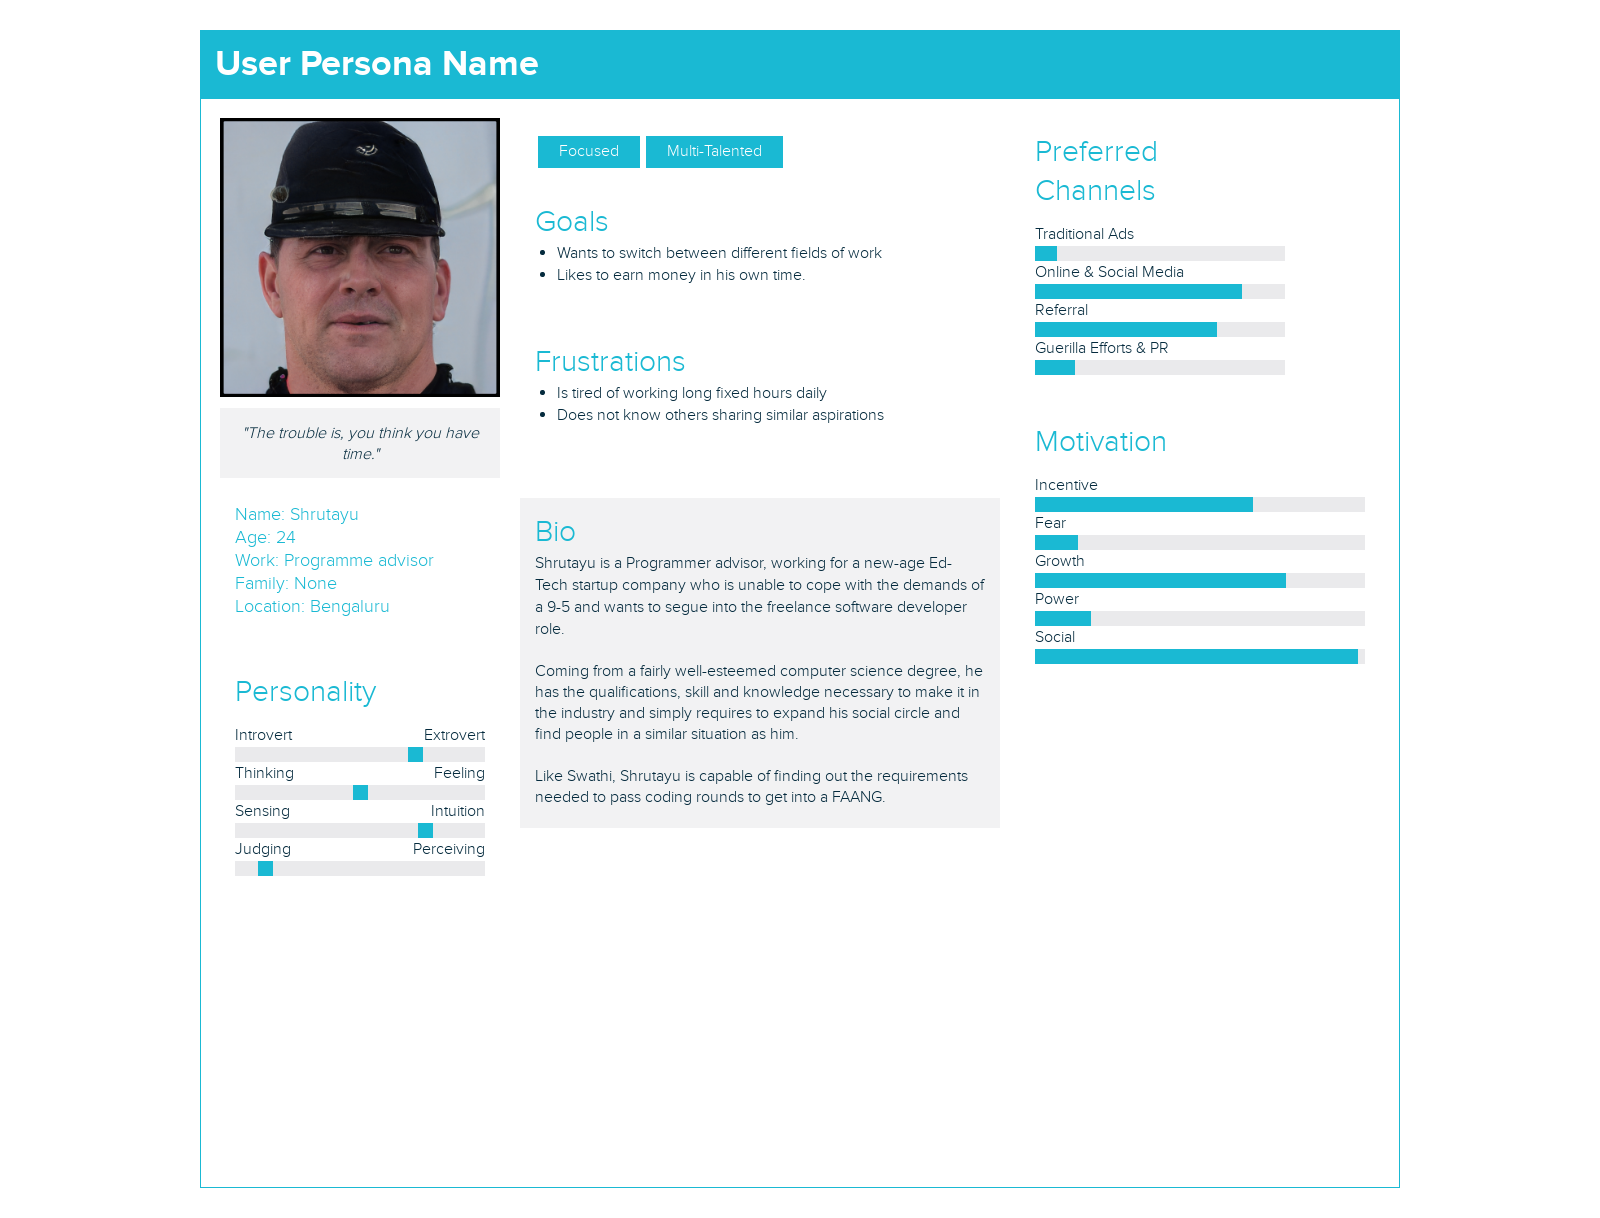 User Persona Name
"The trouble is, you think you have
time."
Name: Shrutayu
Age: 24
Work: Programme advisor
Family: None
Location: Bengaluru
Personality
Introvert Extrovert
Thinking Feeling
Sensing Intuition
Judging Perceiving
Focused Multi-Talented
Goals
• Wants to switch between different fields of work
• Likes to earn money in his own time.
Frustrations
• Is tired of working long fixed hours daily
• Does not know others sharing similar aspirations
Bio
Shrutayu is a Programmer advisor, working for a new-age Ed-
Tech startup company who is unable to cope with the demands of
a 9-5 and wants to segue into the freelance software developer
role.
Coming from a fairly well-esteemed computer science degree, he
has the qualifications, skill and knowledge necessary to make it in
the industry and simply requires to expand his social circle and
find people in a similar situation as him.
Like Swathi, Shrutayu is capable of finding out the requirements
needed to pass coding rounds to get into a FAANG.
Preferred
Channels
Traditional Ads
Online & Social Media
Referral
Guerilla Efforts & PR
Motivation
Incentive
Fear
Growth
Power
Social